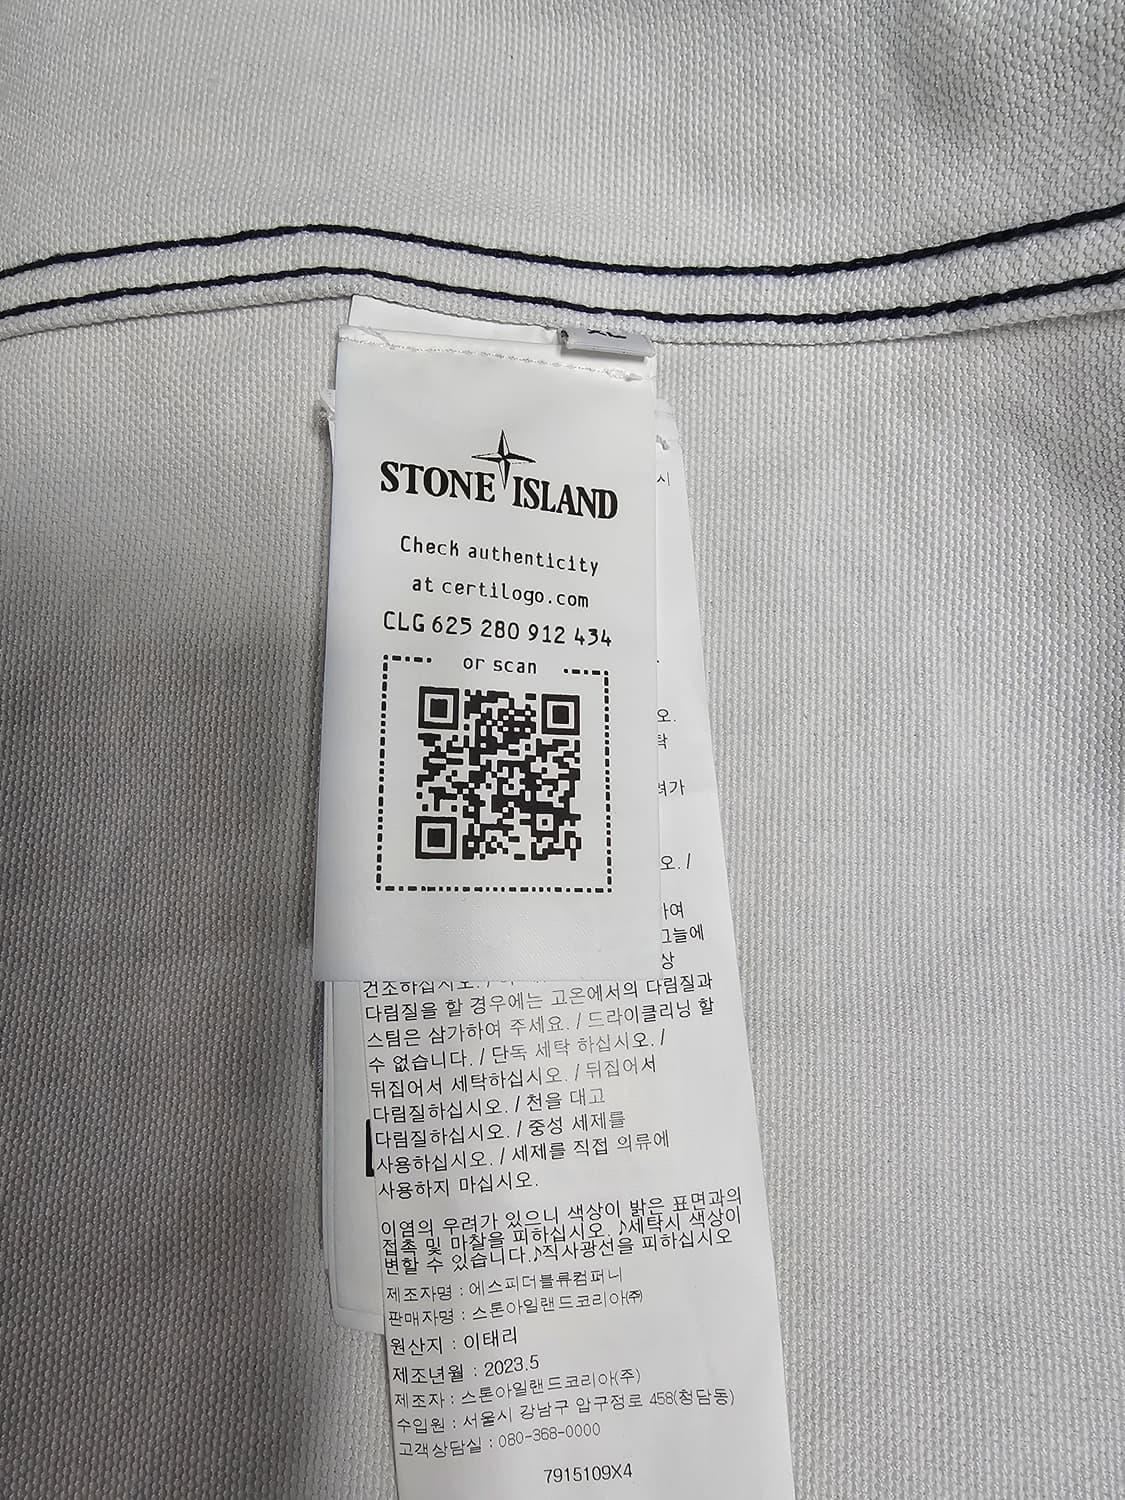 STONE ISLAND
Check authenticity
at certilogo.com
CLG 625 280 912 434
or scan
시
오.
탁
려가
오. /
하여
그늘에
상
건조하십시오. /
다림질을 할 경우에는 고온에서의 다림질과
스팀은 삼가하여 주세요. / 드라이클리닝 할
수 없습니다. / 단독 세탁 하십시오. /
뒤집어서 세탁하십시오. / 뒤집어서
다림질하십시오. / 천을 대고
다림질하십시오. / 중성 세제를
사용하십시오. / 세제를 직접 의류에
사용하지 마십시오.
이염의 우려가 있으니 색상이 밝은 표면과의
접촉 및 마찰을 피하십시오.♪세탁시 색상이
변할 수 있습니다.♪직사광선을 피하십시오
제조자명 : 에스피더블류컴퍼니
판매자명 : 스톤아일랜드코리아㈜
원산지 : 이태리
제조년월 : 2023.5
제조자 : 스톤아일랜드코리아(주)
수입원 : 서울시 강남구 압구정로 458(청담동)
고객상담실 : 080-368-0000
7915109X4